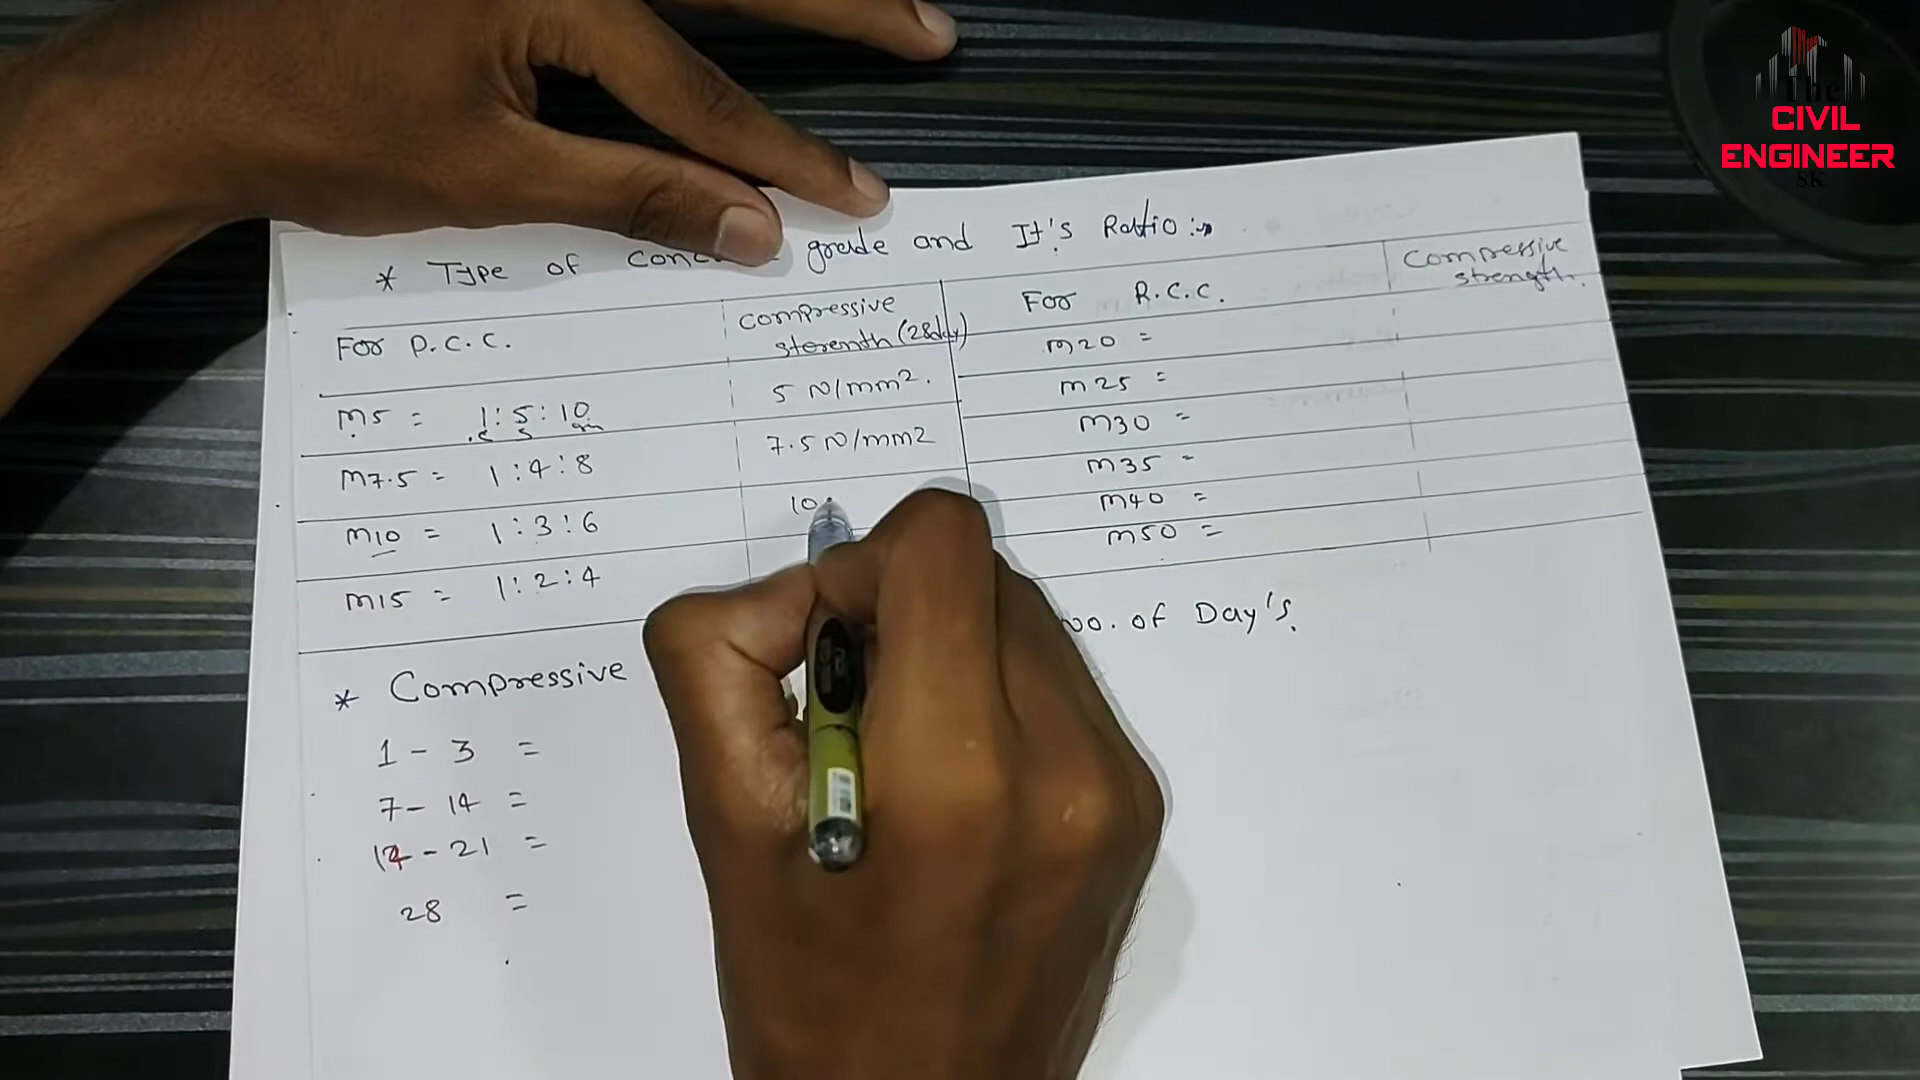 The
CIVIL
ENGINEER
SK
* Type of grade and It's Ratio:-
For P.C.C.
compressive
sterenth (28day)
For R.C.C.
Compressive
strength.
M5 = 1:5:10
5 N/mm2.
M20 =
M7.5 = 1:4:8
7.5 N/mm2
M25 =
M10 = 1:3:6
10
M30 =
M15 = 1:2:4
M35 =
M40 =
M50 =
* Compressive No. of Day's.
1 - 3 =
7 - 14 =
14 - 21 =
28 =